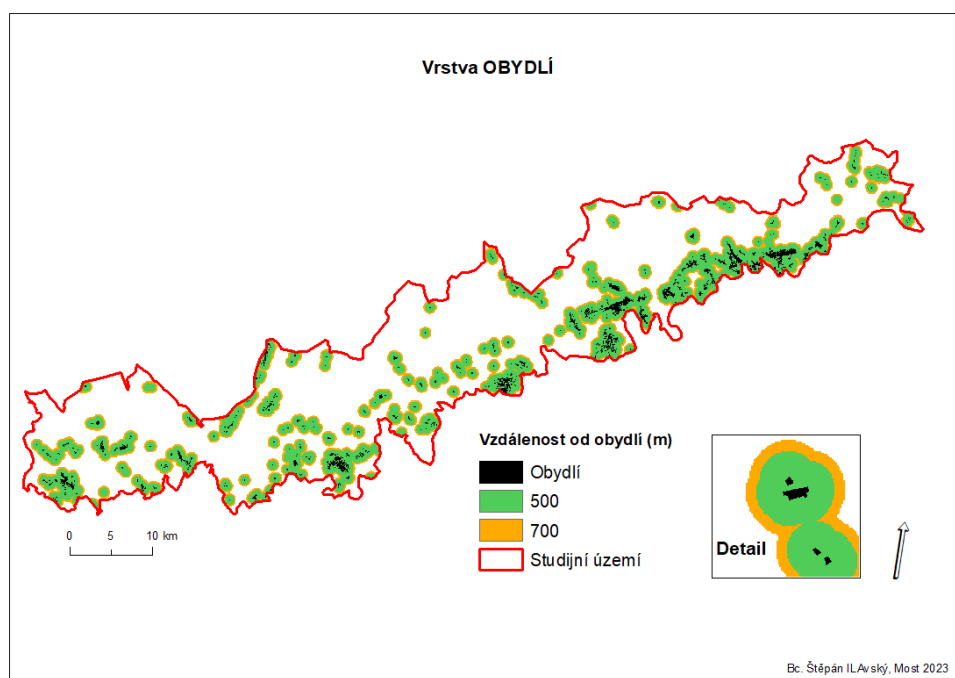 Vrstva OBYDLÍ
Vzdálenost od obydlí (m)
Obydlí
500
700
Studijní území
0 5 10 km
Detail
Bc. Štěpán ILAvský, Most 2023